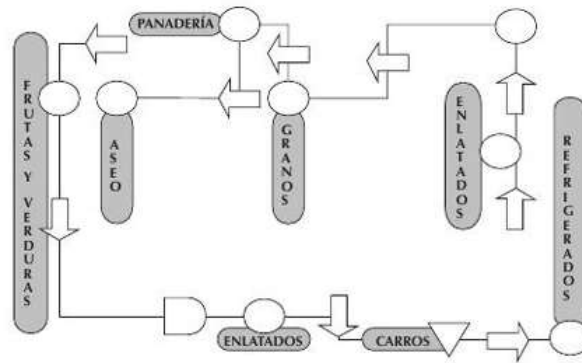 PANADERÍA
FRUTAS Y VERDURAS
ASEO
GRANOS
ENLATADOS
REFRIGERADOS
ENLATADOS
CARROS